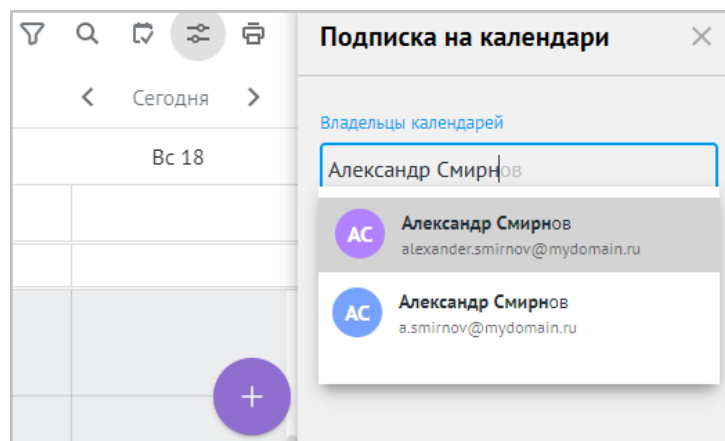 Подписка на календари
Сегодня
Вс 18
Владельцы календарей
Александр Смирнов
АС
Александр Смирнов
alexander.smirnov@mydomain.ru
АС
Александр Смирнов
a.smirnov@mydomain.ru